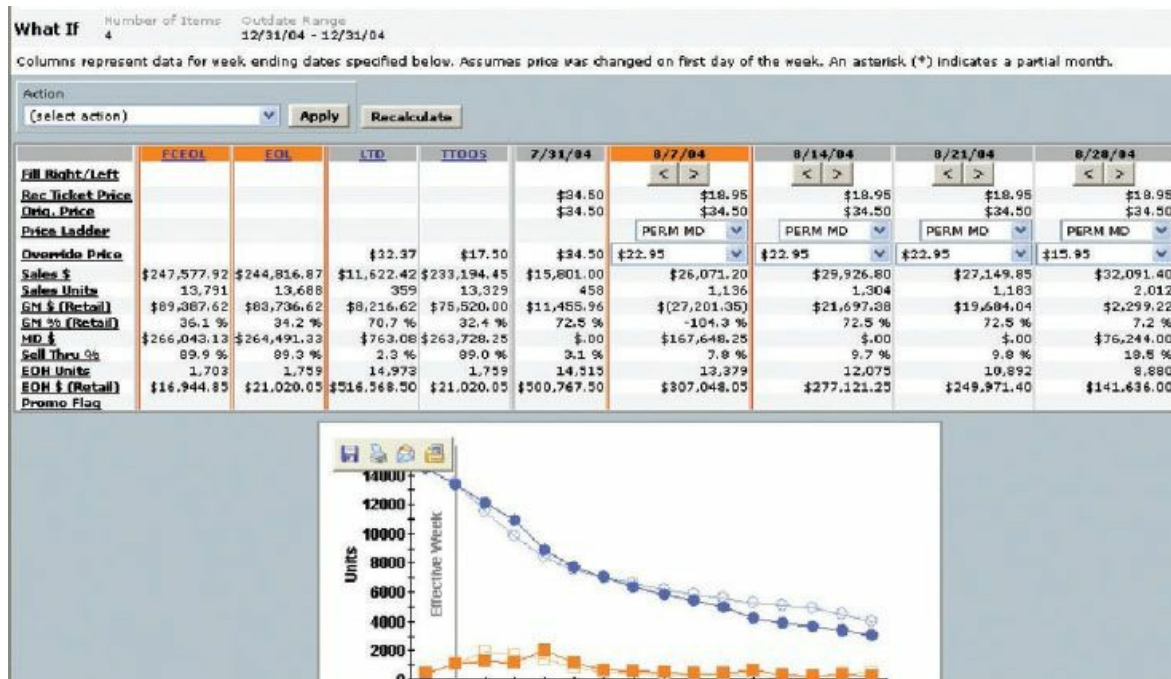 What If Number of Items Outdate Range
4 12/31/04 - 12/31/04
Columns represent data for week ending dates specified below. Assumes price was changed on first day of the week. An asterisk (*) indicates a partial month.
Action
(select action) Apply Recalculate
FCEOL EOL LTD TTOOS 7/31/04 8/7/04 8/14/04 8/21/04 8/28/04
Fill Right/Left < > < > < > < >
Rec Ticket Price $34.50 $18.95 $18.95 $18.95 $18.95
Orig. Price $34.50 $34.50 $34.50 $34.50 $34.50
Price Ladder PERM MD PERM MD PERM MD PERM MD
Override Price $32.37 $17.50 $34.50 $22.95 $22.95 $22.95 $15.95
Sales $ $247,577.92 $244,816.87 $11,622.42 $233,194.45 $15,801.00 $26,071.20 $29,926.80 $27,149.85 $32,091.40
Sales Units 13,791 13,688 359 13,329 458 1,136 1,304 1,183 2,012
GM $ (Retail) $89,387.62 $83,736.62 $8,216.62 $75,520.00 $11,455.96 $(27,201.35) $21,697.38 $19,684.04 $2,299.22
GM % (Retail) 36.1 % 34.2 % 70.7 % 32.4 % 72.5 % -104.3 % 72.5 % 72.5 % 7.2 %
MD $ $266,043.13 $264,491.33 $763.08 $263,728.25 $.00 $167,648.25 $.00 $.00 $76,244.00
Sell Thru % 89.9 % 89.3 % 2.3 % 89.0 % 3.1 % 7.8 % 9.7 % 9.8 % 18.5 %
EOH Units 1,703 1,759 14,973 1,759 14,515 13,379 12,075 10,892 8,880
EOH $ (Retail) $16,944.85 $21,020.05 $516,568.50 $21,020.05 $500,767.50 $307,048.05 $277,121.25 $249,971.40 $141,636.00
Promo Flag
14000
12000
10000
8000
6000
4000
2000
0
Units
Effective Week